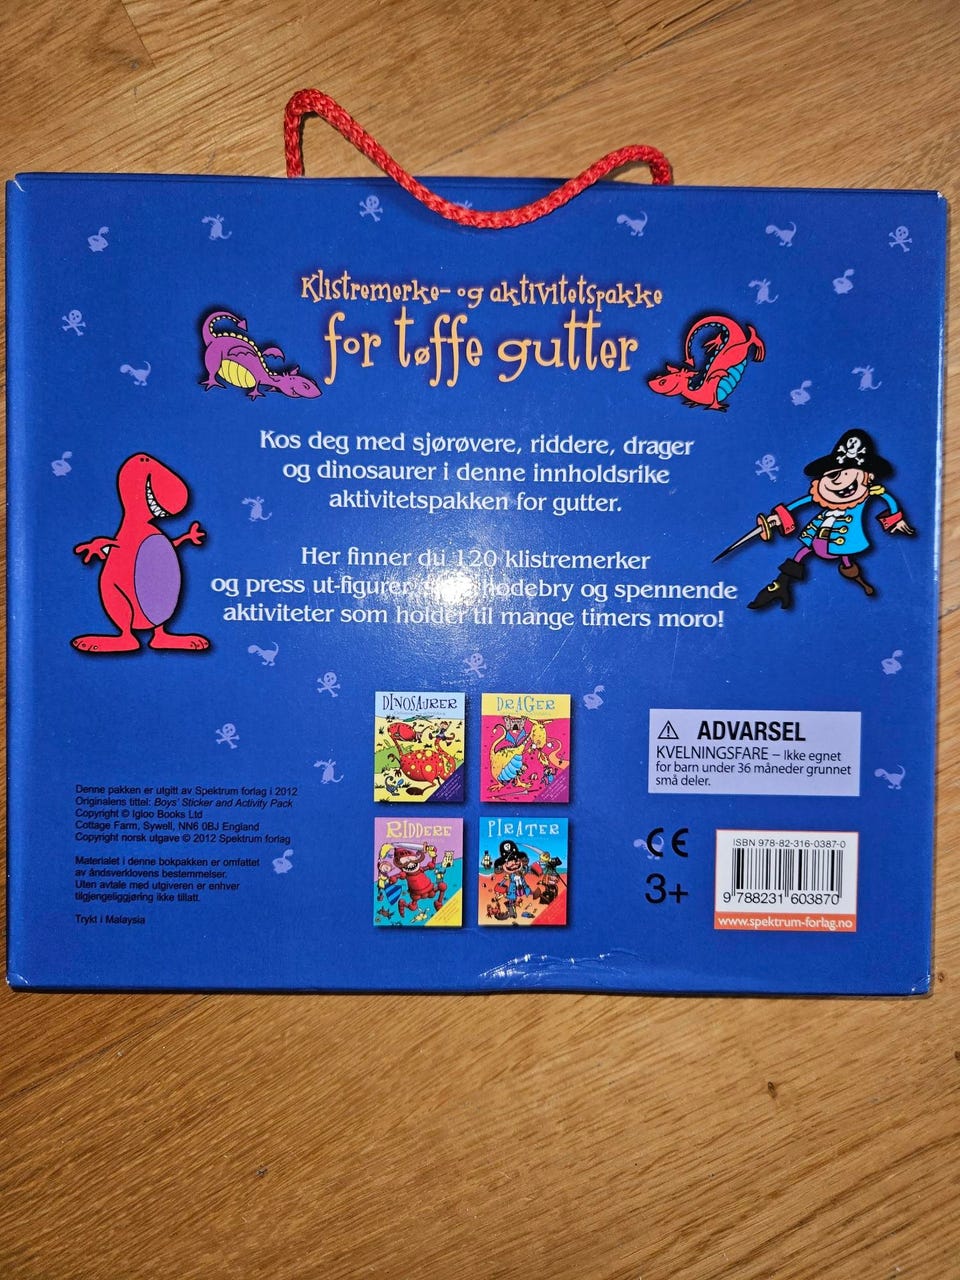 Klistremerke- og aktivitetspakke
for tøffe gutter
Kos deg med sjørøvere, riddere, drager
og dinosaurer i denne innholdsrike
aktivitetspakken for gutter.
Her finner du 120 klistremerker
og press ut-figurer, hodebry og spennende
aktiviteter som holder til mange timers moro!
DINOSAURER
DRAGER
RIDDERE
PIRATER
ADVARSEL
KVELNINGSFARE – Ikke egnet
for barn under 36 måneder grunnet
små deler.
Denne pakken er utgitt av Spektrum forlag i 2012
Originalens tittel: Boys' Sticker and Activity Pack
Copyright © Igloo Books Ltd
Cottage Farm, Sywell, NN6 0BJ England
Copyright norsk utgave © 2012 Spektrum forlag
Materialet i denne bokpakken er omfattet
av åndsverklovens bestemmelser.
Uten avtale med utgiveren er enhver
tilgjengeliggjøring ikke tillatt.
Trykt i Malaysia
CE
3+
ISBN 978-82-316-0387-0
9 788231 603870
www.spektrum-forlag.no